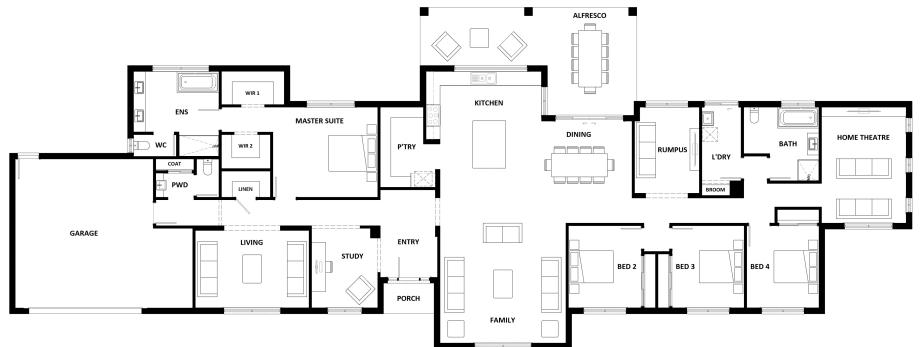 ALFRESCO
WIR 1
KITCHEN
ENS
MASTER SUITE
DINING
WC
WIR 2
P'TRY
RUMPUS
L'DRY
BATH
HOME THEATRE
COAT
PWD
LINEN
BROOM
GARAGE
LIVING
STUDY
ENTRY
BED 2
BED 3
BED 4
PORCH
FAMILY